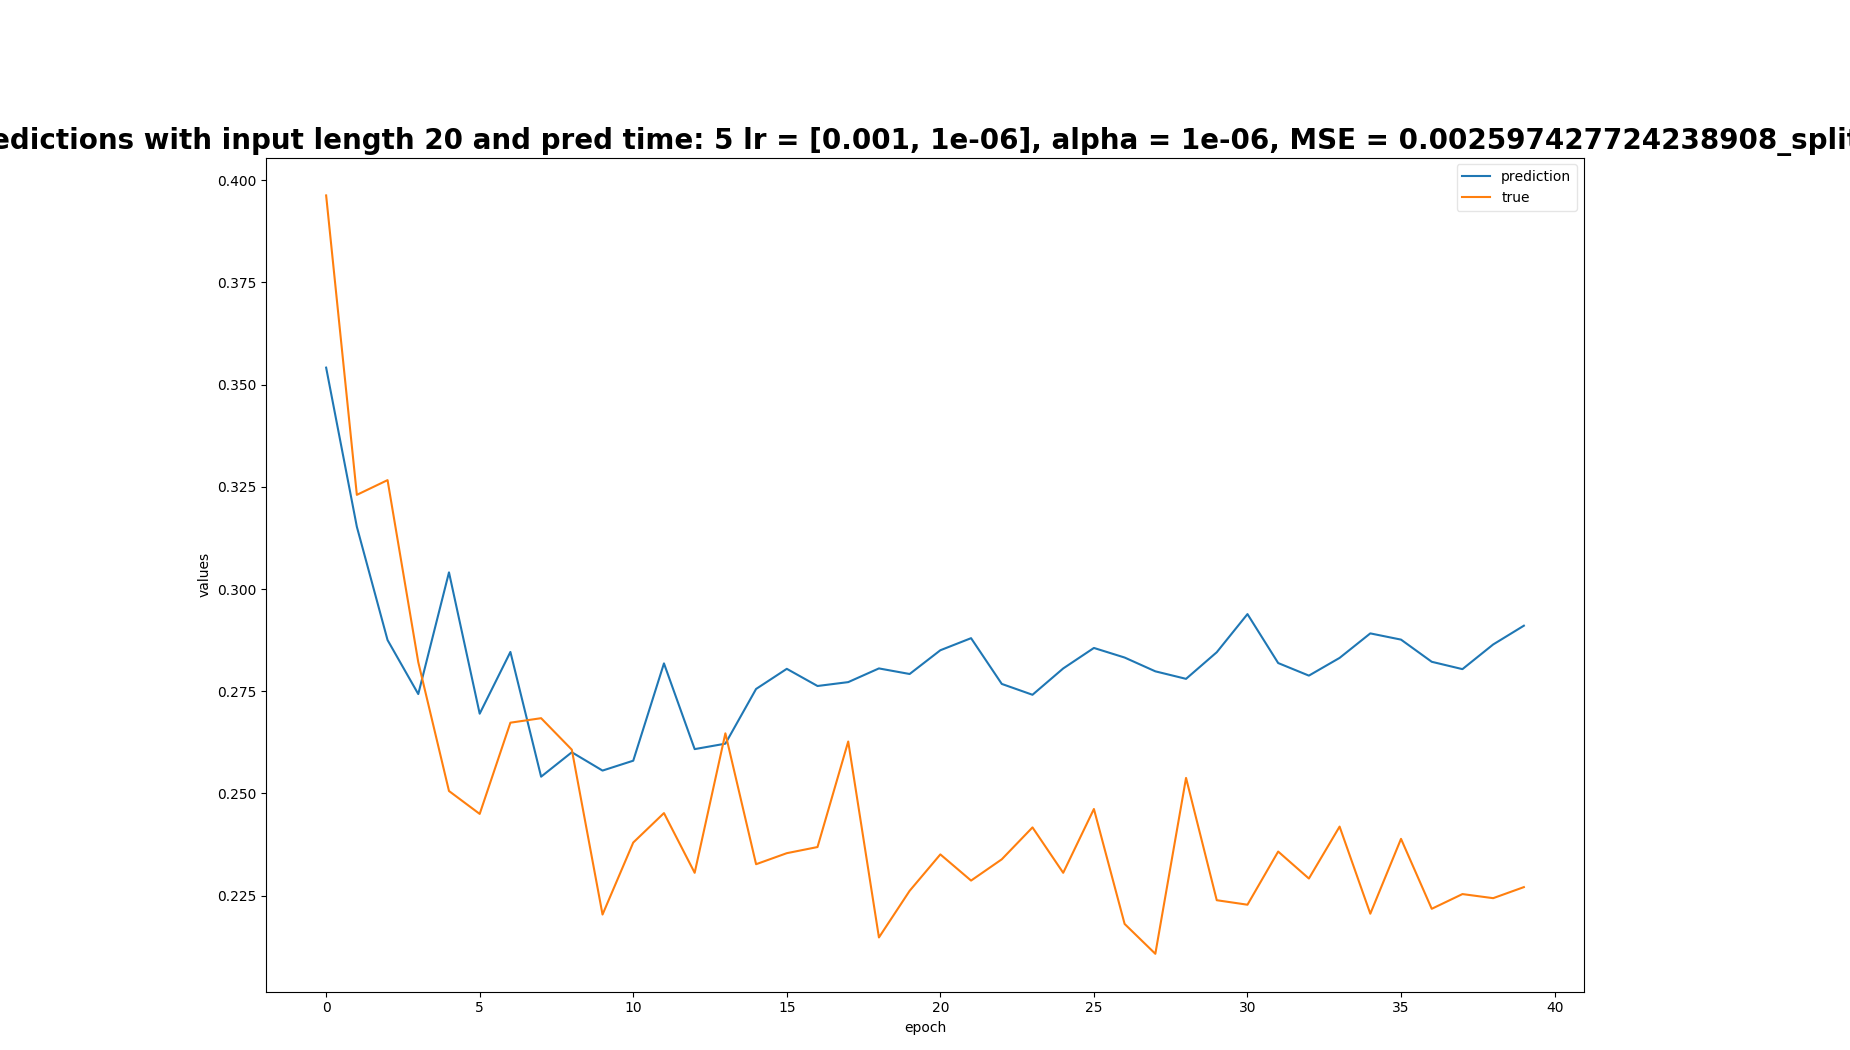 edictions with input length 20 and pred time: 5 lr = [0.001, 1e-06], alpha = 1e-06, MSE = 0.002597427724238908_split
prediction
true
0.400
0.375
0.350
0.325
0.300
0.275
0.250
0.225
values
0 5 10 15 20 25 30 35 40
epoch